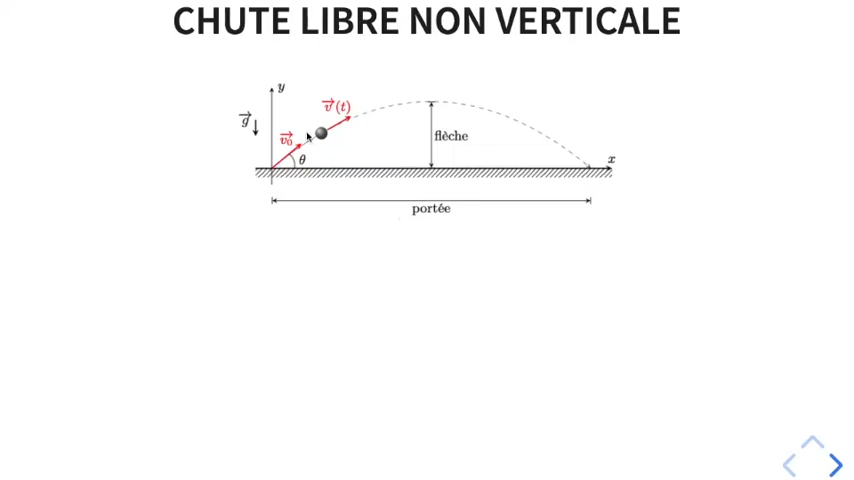 CHUTE LIBRE NON VERTICALE
y
g
v(t)
v0
θ
flèche
x
portée